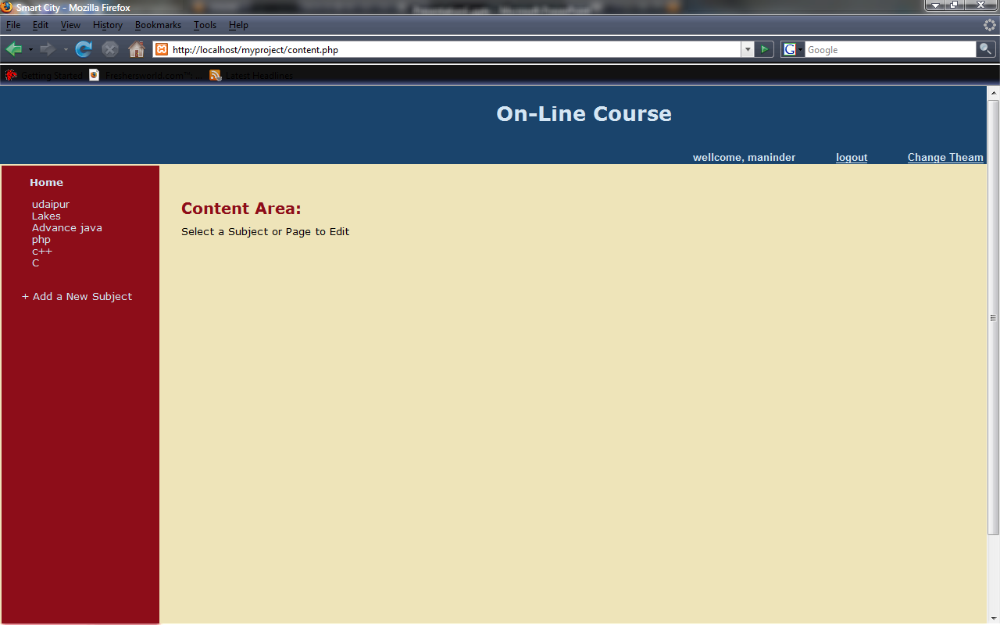 Smart City - Mozilla Firefox
File Edit View History Bookmarks Tools Help
http://localhost/myproject/content.php
G Google
Getting Started Freshersworld.com™: ... Latest Headlines
On-Line Course
wellcome, maninder logout Change Theam
Home
udaipur
Lakes
Advance java
php
c++
C
+ Add a New Subject
Content Area:
Select a Subject or Page to Edit